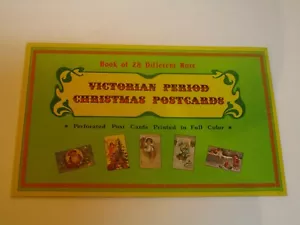 Book of 28 Different Rare
VICTORIAN PERIOD
CHRISTMAS POSTCARDS
Perforated Post Cards Printed in Full Color